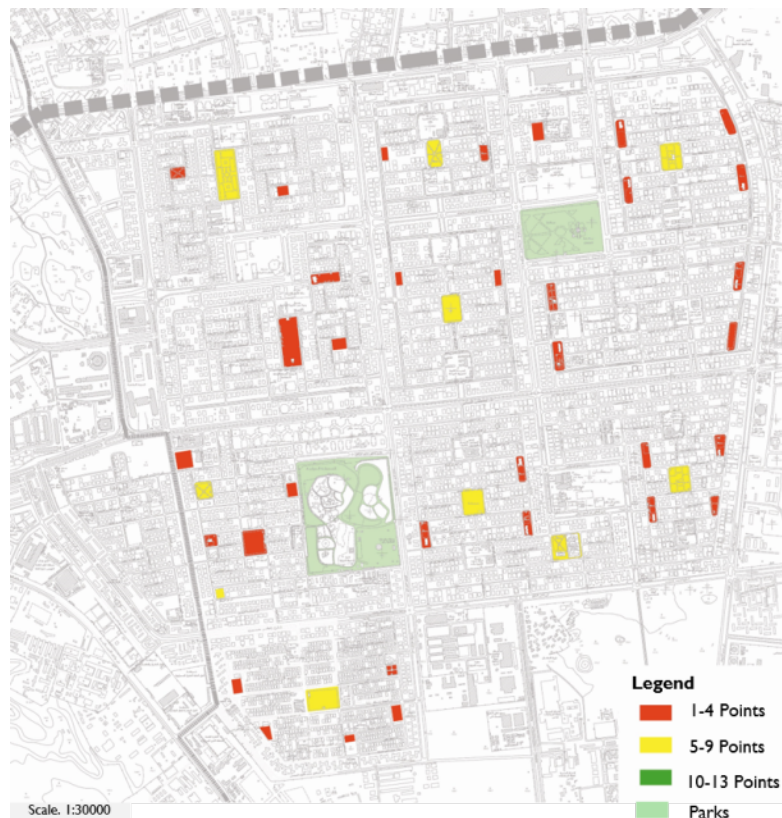 Legend
1-4 Points
5-9 Points
10-13 Points
Parks
Scale. 1:30000